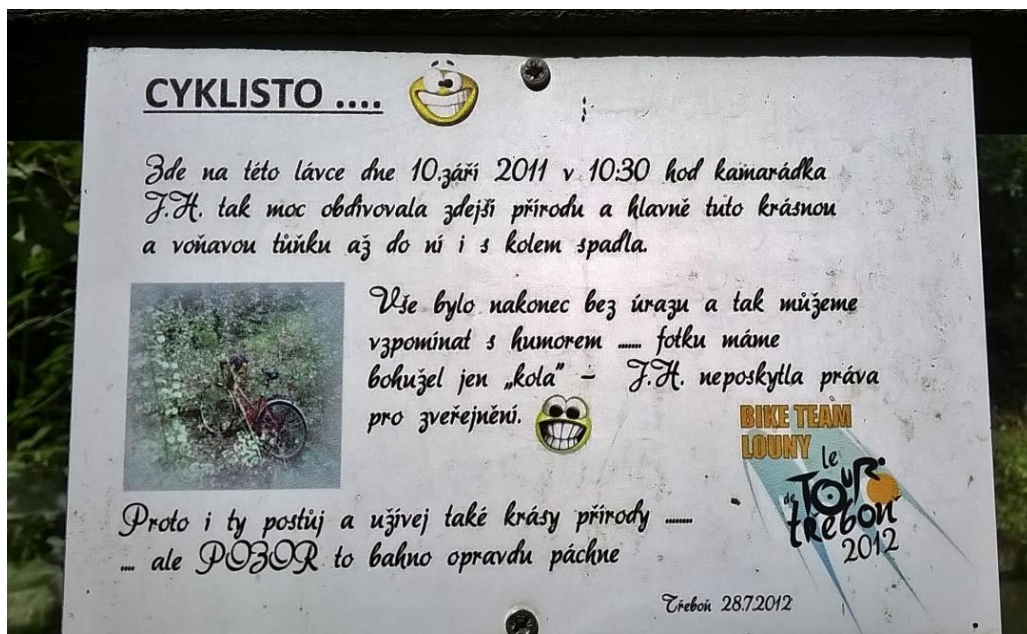 CYKLISTO ....
Zde na této lávce dne 10.září 2011 v 10:30 hod kamarádka
J.H. tak moc obdivovala zdejší přírodu a hlavně tuto krásnou
a voňavou tůňku až do ní i s kolem spadla.
Vše bylo nakonec bez úrazu a tak můžeme
vzpomínat s humorem ...... fotku máme
bohužel jen „kola” – J.H. neposkytla práva
pro zveřejnění.
BIKE TEAM
LOUNY
le
de TOUR
třeboň
2012
Proto i ty postůj a užívej také krásy přírody .......
.... ale POZOR to bahno opravdu páchne
Třeboň 28.7.2012